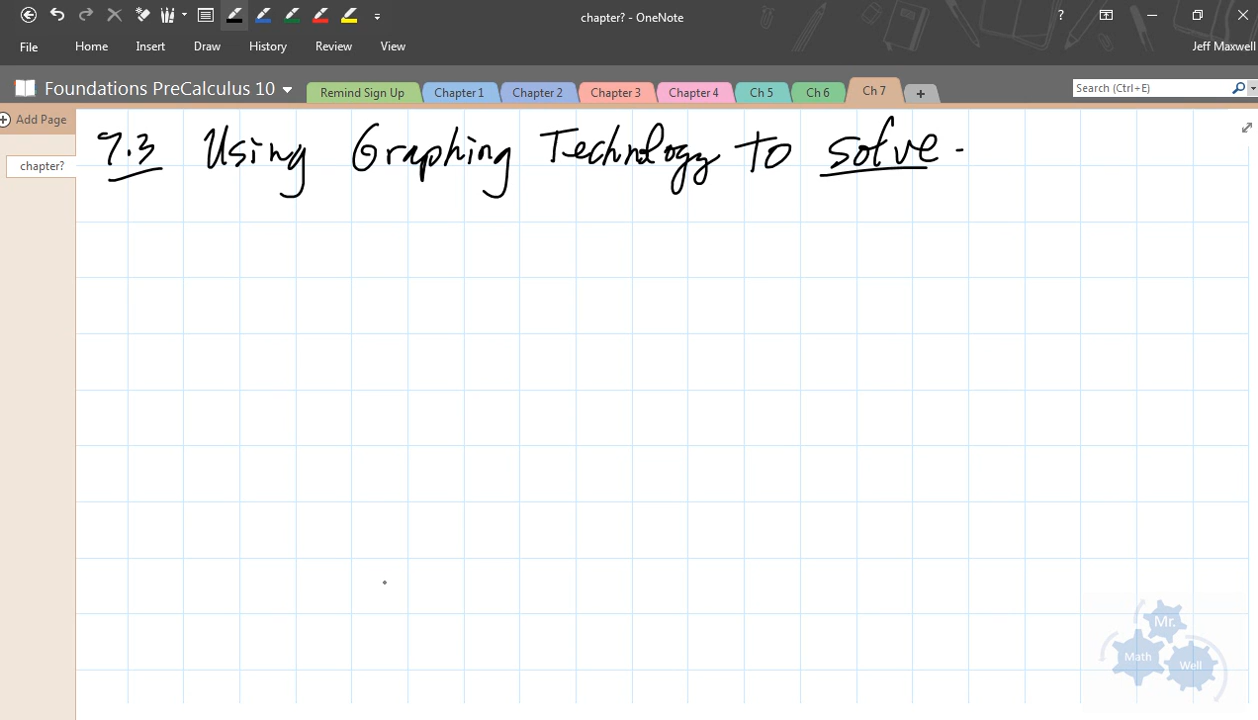 chapter? - OneNote
?
File
Home
Insert
Draw
History
Review
View
Jeff Maxwell
Foundations PreCalculus 10
Remind Sign Up
Chapter 1
Chapter 2
Chapter 3
Chapter 4
Ch 5
Ch 6
Ch 7
Search (Ctrl+E)
Add Page
chapter?
7.3 Using Graphing Technology to solve -
Mr.
Math
Well